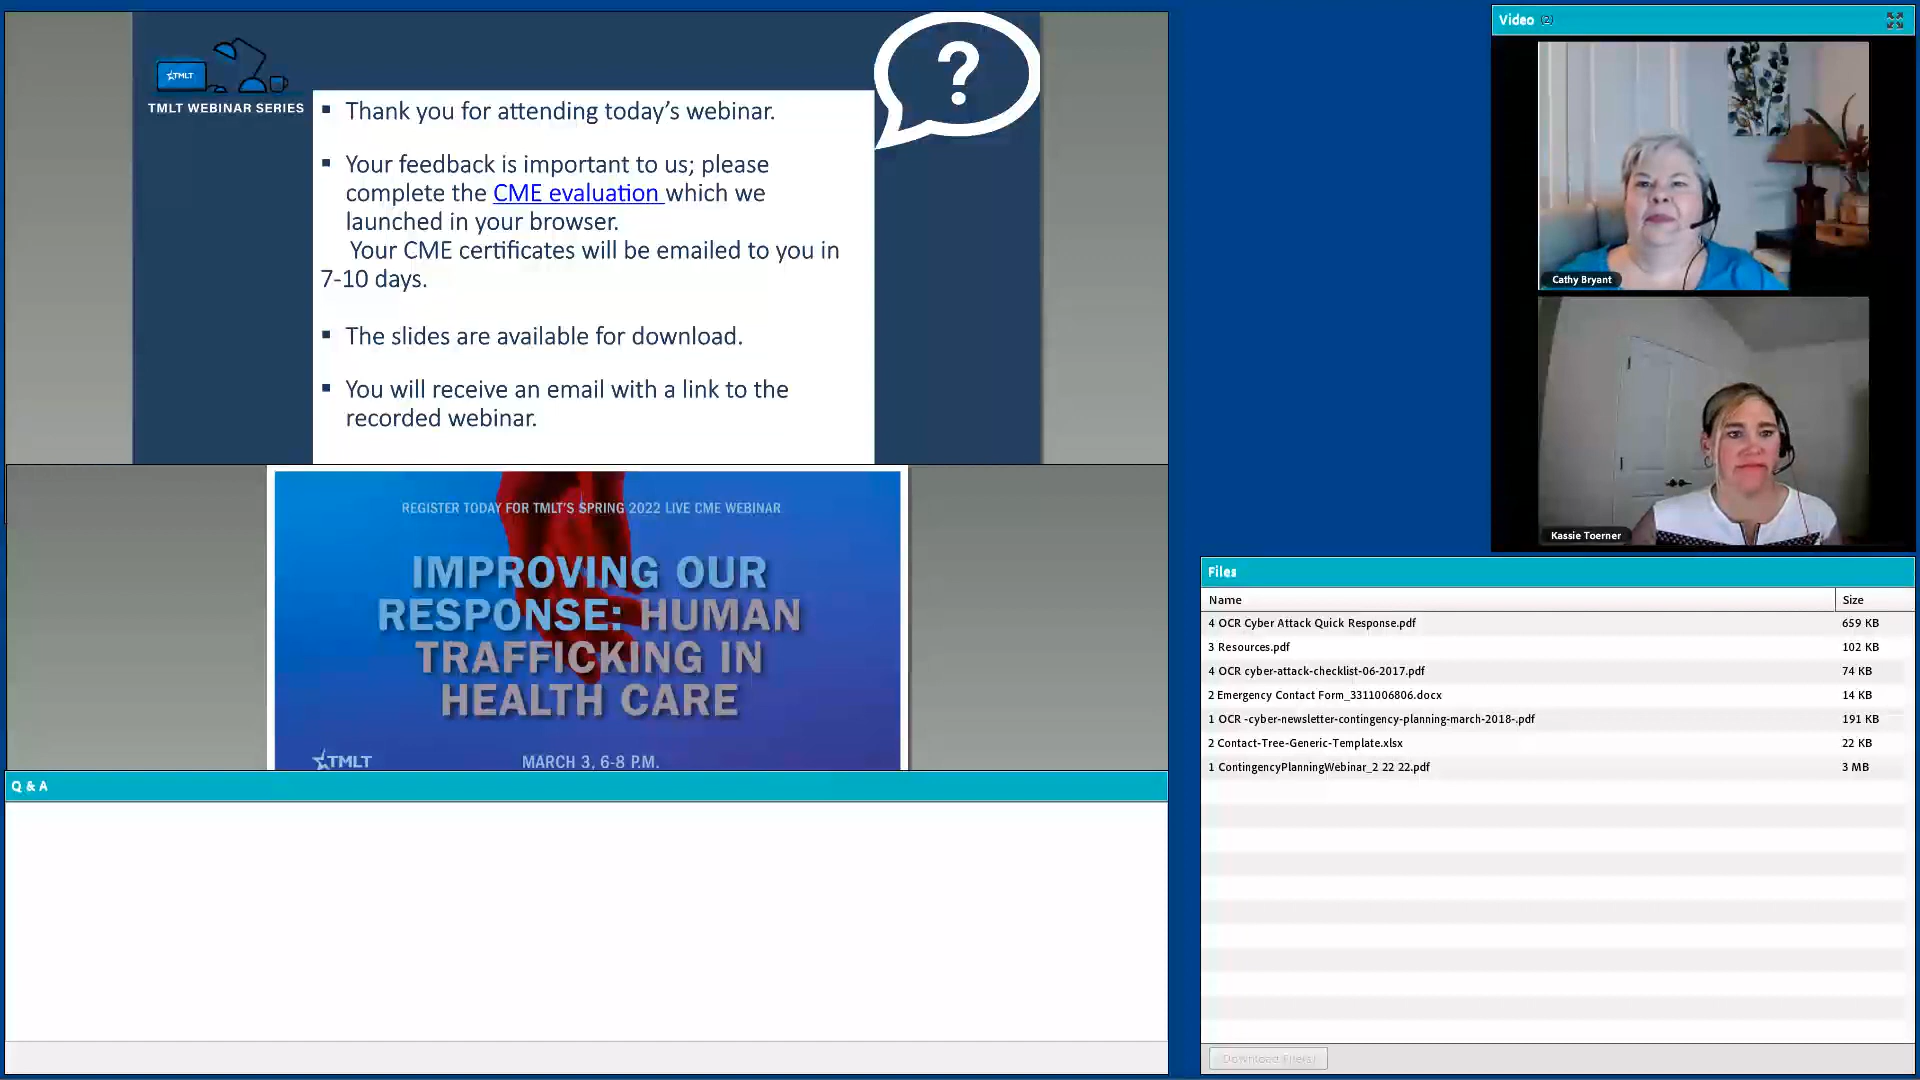 TMLT
TMLT WEBINAR SERIES
?
▪ Thank you for attending today’s webinar.
▪ Your feedback is important to us; please
complete the CME evaluation which we
launched in your browser.
Your CME certificates will be emailed to you in
7-10 days.
▪ The slides are available for download.
▪ You will receive an email with a link to the
recorded webinar.
REGISTER TODAY FOR TMLT'S SPRING 2022 LIVE CME WEBINAR
IMPROVING OUR
RESPONSE: HUMAN
TRAFFICKING IN
HEALTH CARE
TMLT
MARCH 3, 6-8 P.M.
Q & A
Video (2)
Cathy Bryant
Kassie Toerner
Files
Name Size
4 OCR Cyber Attack Quick Response.pdf 659 KB
3 Resources.pdf 102 KB
4 OCR cyber-attack-checklist-06-2017.pdf 74 KB
2 Emergency Contact Form_3311006806.docx 14 KB
1 OCR -cyber-newsletter-contingency-planning-march-2018-.pdf 191 KB
2 Contact-Tree-Generic-Template.xlsx 22 KB
1 ContingencyPlanningWebinar_2 22 22.pdf 3 MB
Download File(s)